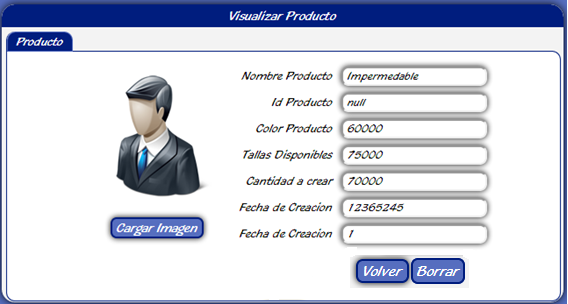 Visualizar Producto
Producto
Nombre Producto Impermedable
Id Producto null
Color Producto 60000
Tallas Disponibles 75000
Cantidad a crear 70000
Fecha de Creacion 12365245
Fecha de Creacion 1
Cargar Imagen
Volver Borrar